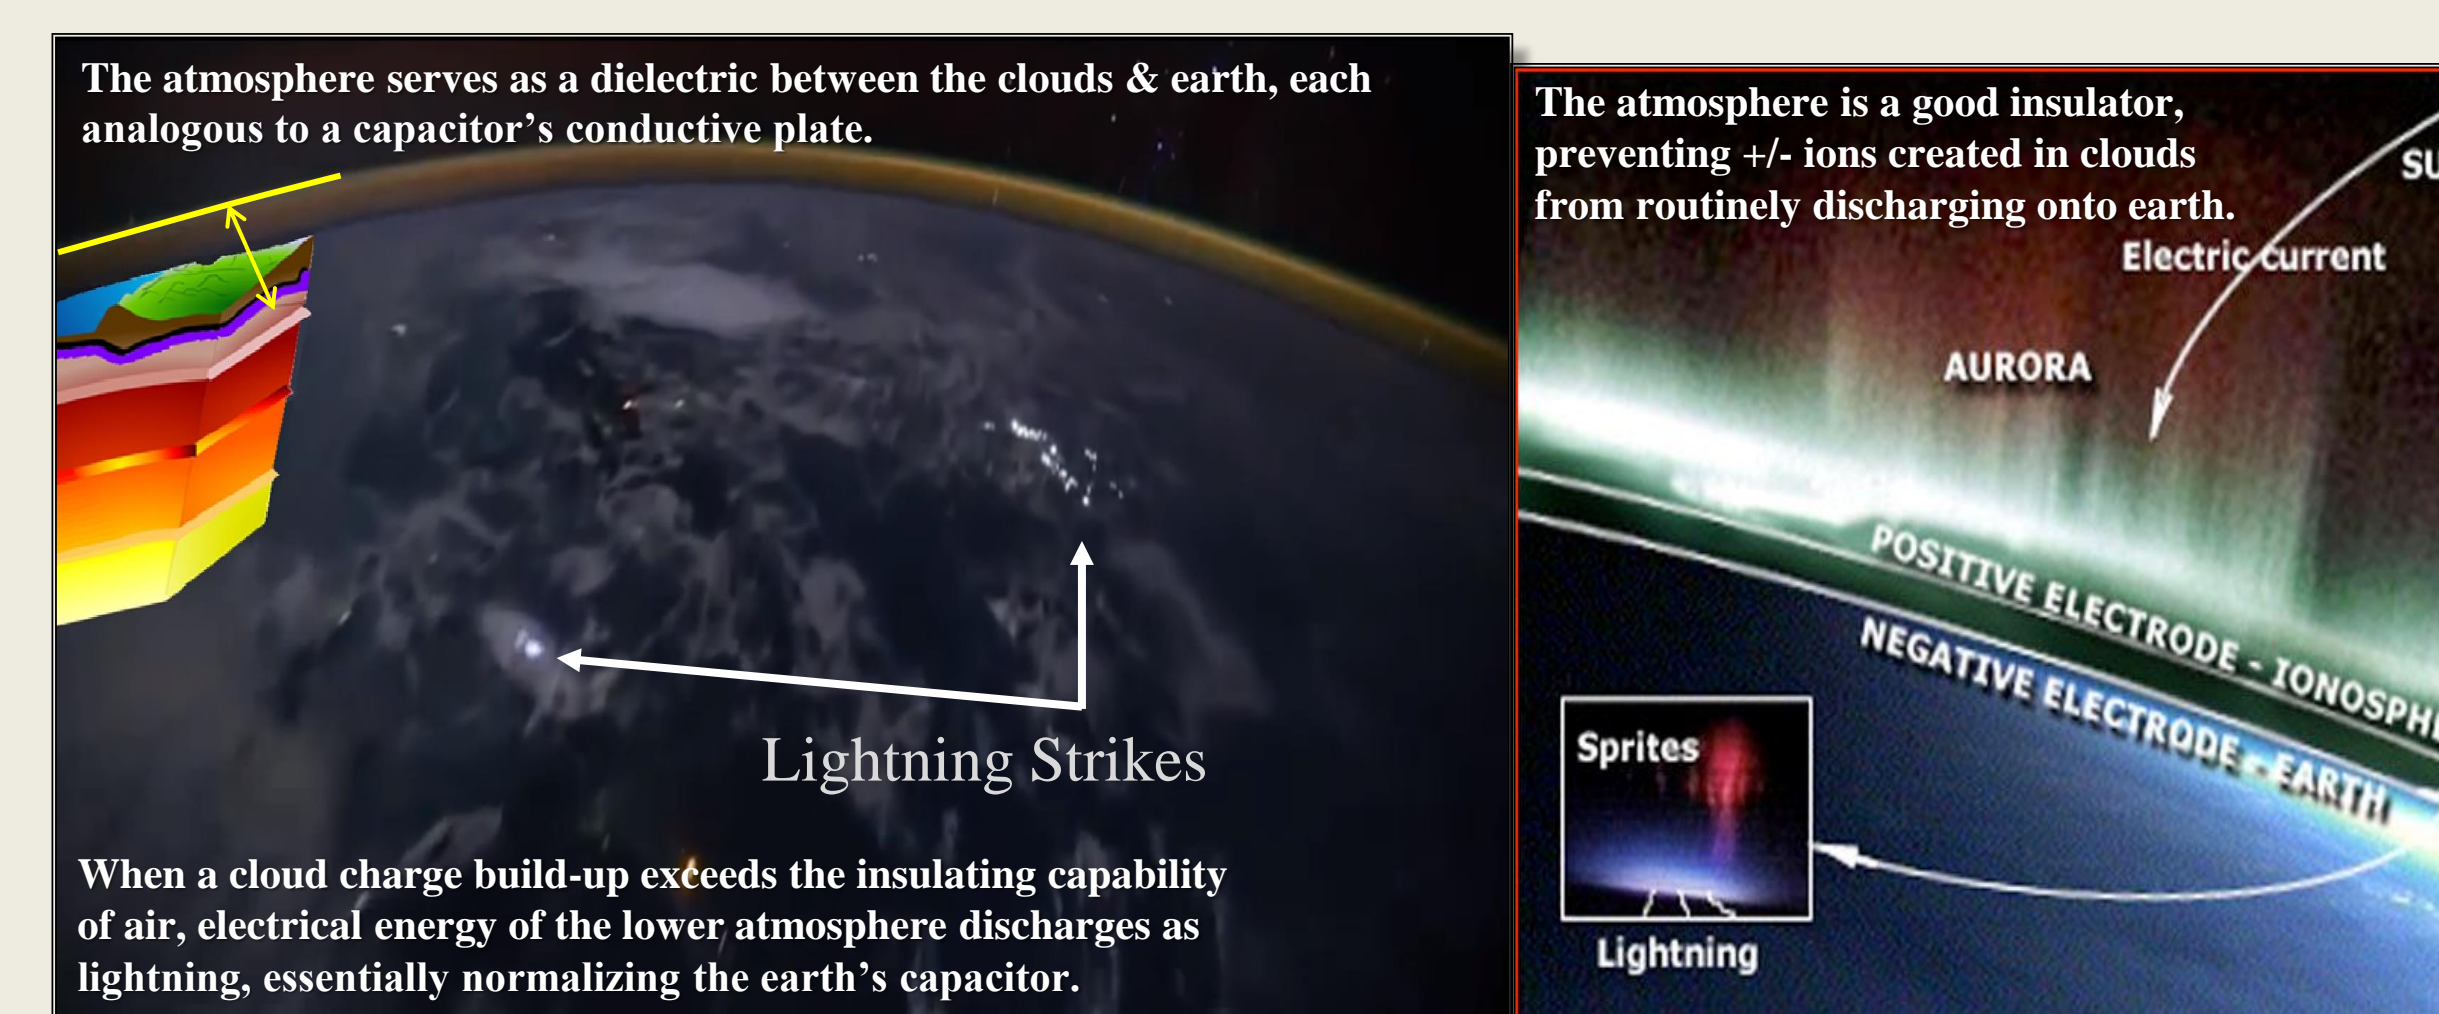 The atmosphere serves as a dielectric between the clouds & earth, each
analogous to a capacitor's conductive plate.
Lightning Strikes
When a cloud charge build-up exceeds the insulating capability
of air, electrical energy of the lower atmosphere discharges as
lightning, essentially normalizing the earth's capacitor.
The atmosphere is a good insulator,
preventing +/- ions created in clouds
from routinely discharging onto earth.
Electric current
AURORA
POSITIVE ELECTRODE -
NEGATIVE ELECTRODE - EARTH
Sprites
Lightning